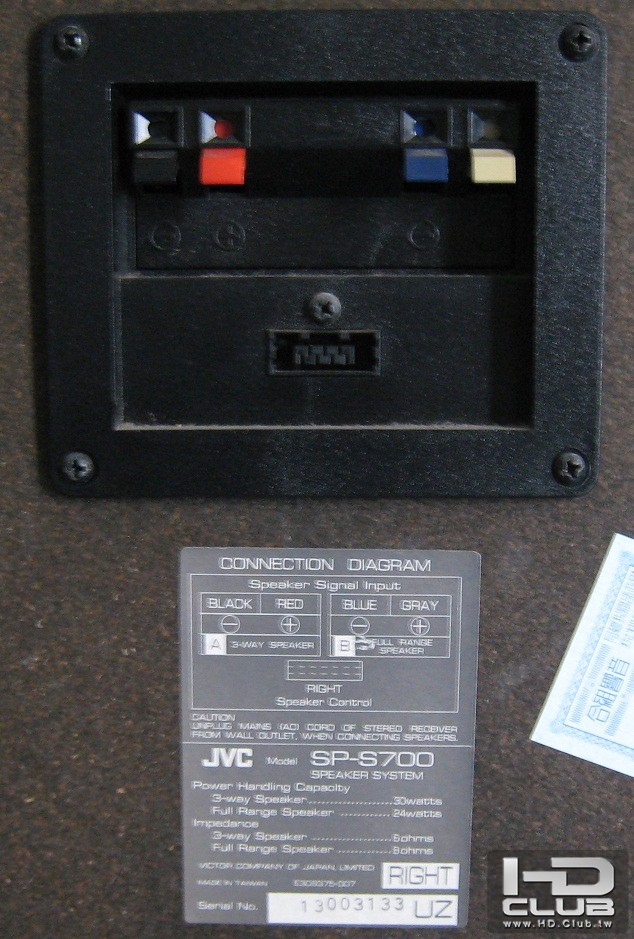 CONNECTION DIAGRAM
Speaker Signal Input
BLACK RED BLUE GRAY
A 3-WAY SPEAKER B FULL RANGE
SPEAKER
RIGHT
Speaker Control
CAUTION
UNPLUG MAINS (AC) CORD OF STEREO RECEIVER
FROM WALL OUTLET, WHEN CONNECTING SPEAKERS.
JVC Model SP-S700
SPEAKER SYSTEM
Power Handling Capacity
3-way Speaker 30watts
Full Range Speaker 24watts
Impedance
3-way Speaker
Full Range Speaker
VICTOR COMPANY OF JAPAN, LIMITED
MADE IN TAIWAN
RIGHT
Serial No. 13003133 UZ
HD
CLUB
www.HD.Club.tw